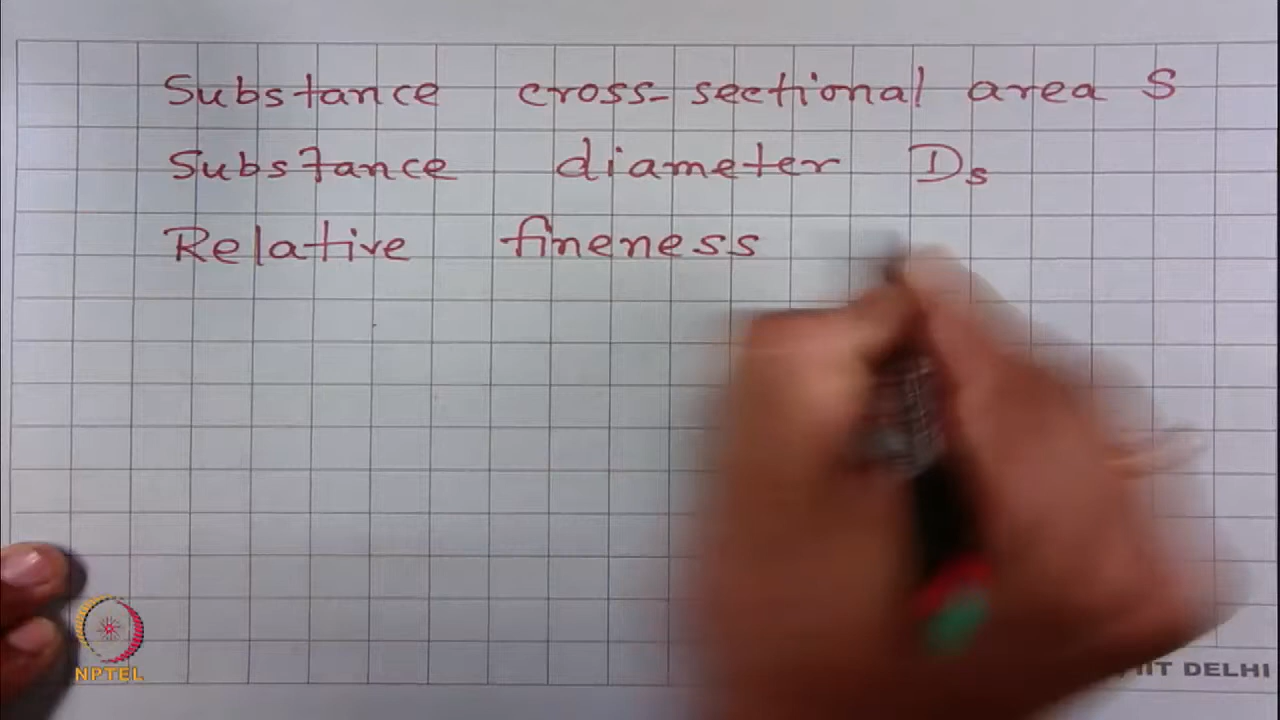 Substance cross-sectional area S
Substance diameter Ds
Relative fineness
NPTEL
IIT DELHI